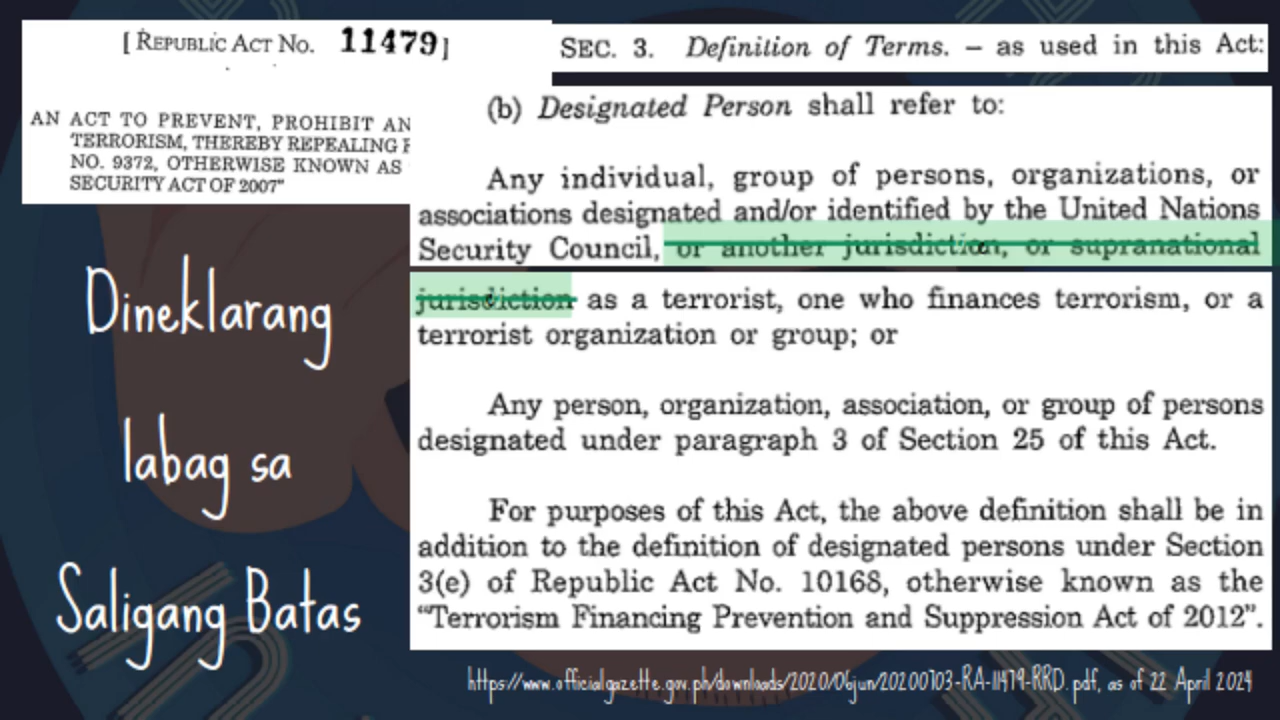 [ REPUBLIC ACT NO. 11479 ]
AN ACT TO PREVENT, PROHIBIT AN
TERRORISM, THEREBY REPEALING
NO. 9372, OTHERWISE KNOWN AS
SECURITY ACT OF 2007"
Dineklarang
labag sa
Saligang Batas
SEC. 3. Definition of Terms. – as used in this Act:
(b) Designated Person shall refer to:
Any individual, group of persons, organizations, or
associations designated and/or identified by the United Nations
Security Council, or another jurisdiction, or supranational
jurisdiction as a terrorist, one who finances terrorism, or a
terrorist organization or group; or
Any person, organization, association, or group of persons
designated under paragraph 3 of Section 25 of this Act.
For purposes of this Act, the above definition shall be in
addition to the definition of designated persons under Section
3(e) of Republic Act No. 10168, otherwise known as the
“Terrorism Financing Prevention and Suppression Act of 2012”.
https://www.officialgazette.gov.ph/downloads/2020/06jun/20200703-RA-11479-RRD.pdf, as of 22 April 2024